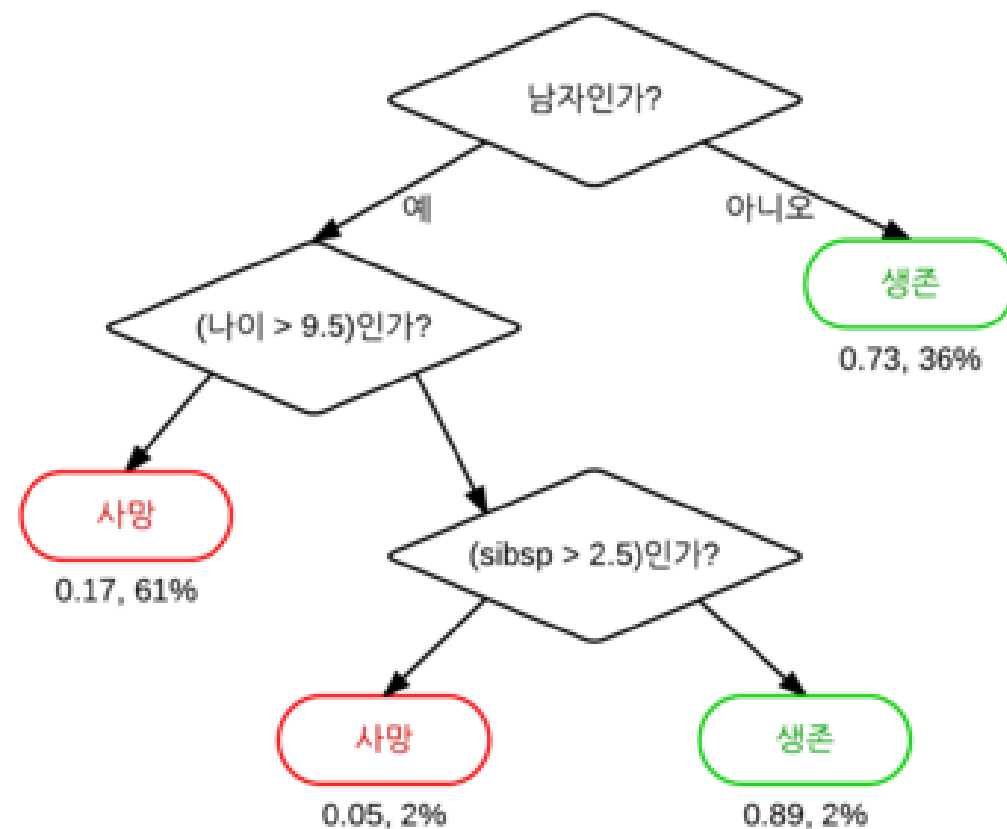 남자인가?
예
아니오
생존
0.73, 36%
(나이 > 9.5)인가?
사망
0.17, 61%
(sibsp > 2.5)인가?
사망
0.05, 2%
생존
0.89, 2%